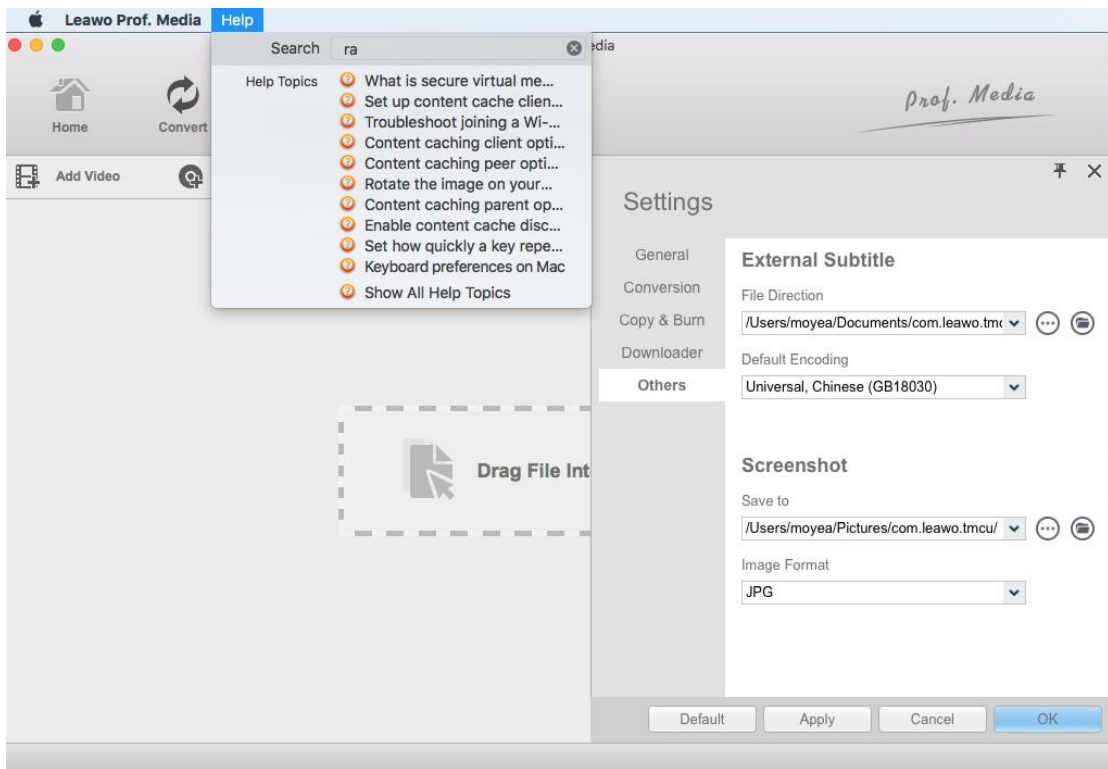 Leawo Prof. Media Help
Search ra
dia
Help Topics
What is secure virtual me...
Set up content cache clien...
Troubleshoot joining a Wi-...
Content caching client opti...
Content caching peer opti...
Rotate the image on your...
Content caching parent op...
Enable content cache disc...
Set how quickly a key repe...
Keyboard preferences on Mac
Show All Help Topics
Home
Convert
Prof. Media
Add Video
Drag File Int
Settings
General
Conversion
Copy & Burn
Downloader
Others
External Subtitle
File Direction
/Users/moyea/Documents/com.leawo.tmc
Default Encoding
Universal, Chinese (GB18030)
Screenshot
Save to
/Users/moyea/Pictures/com.leawo.tmcu/
Image Format
JPG
Default Apply Cancel OK